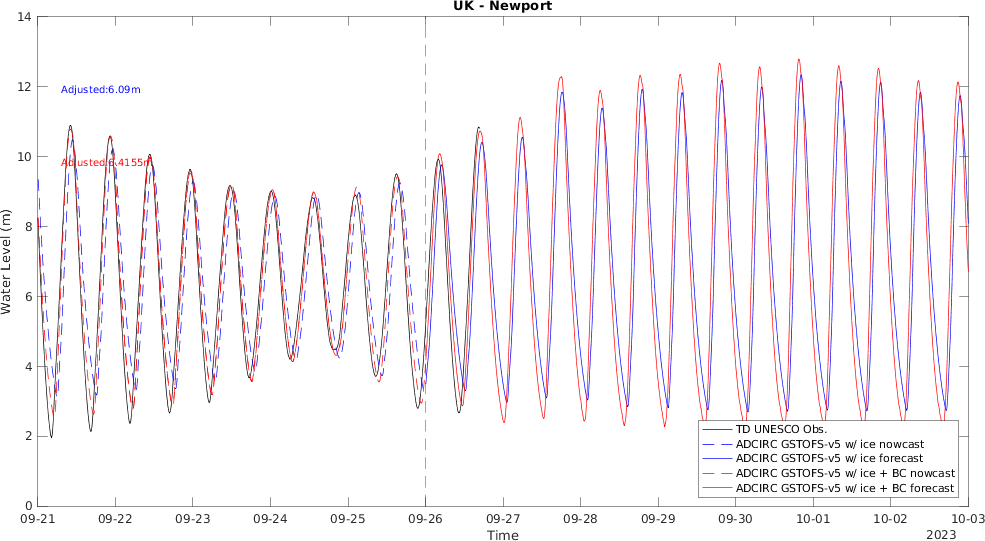 UK - Newport
14
12
10
8
6
4
2
0
Water Level (m)
Adjusted:6.09m
TD UNESCO Obs.
ADCIRC GSTOFS-v5 w/ ice nowcast
ADCIRC GSTOFS-v5 w/ ice forecast
ADCIRC GSTOFS-v5 w/ ice + BC nowcast
ADCIRC GSTOFS-v5 w/ ice + BC forecast
09-21 09-22 09-23 09-24 09-25 09-26 09-27 09-28 09-29 09-30 10-01 10-02 10-03
Time
2023